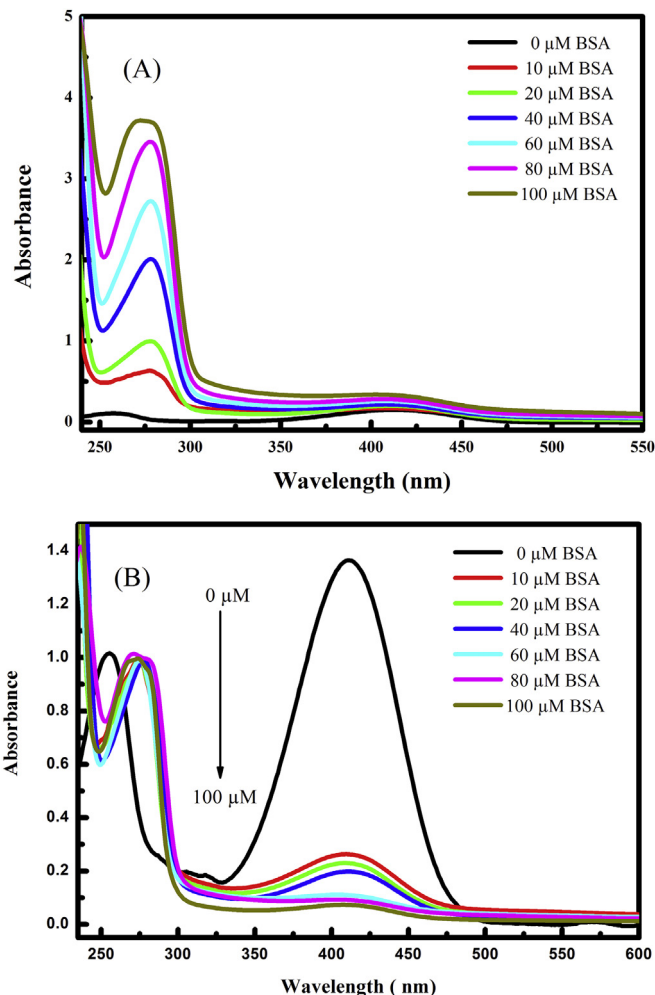 5
4
3
2
1
0
Absorbance
(A)
0 µM BSA
10 µM BSA
20 µM BSA
40 µM BSA
60 µM BSA
80 µM BSA
100 µM BSA
250 300 350 400 450 500 550
Wavelength (nm)
1.4
1.2
1.0
0.8
0.6
0.4
0.2
0.0
Absorbance
(B)
0 µM
100 µM
0 µM BSA
10 µM BSA
20 µM BSA
40 µM BSA
60 µM BSA
80 µM BSA
100 µM BSA
250 300 350 400 450 500 550 600
Wavelength ( nm)